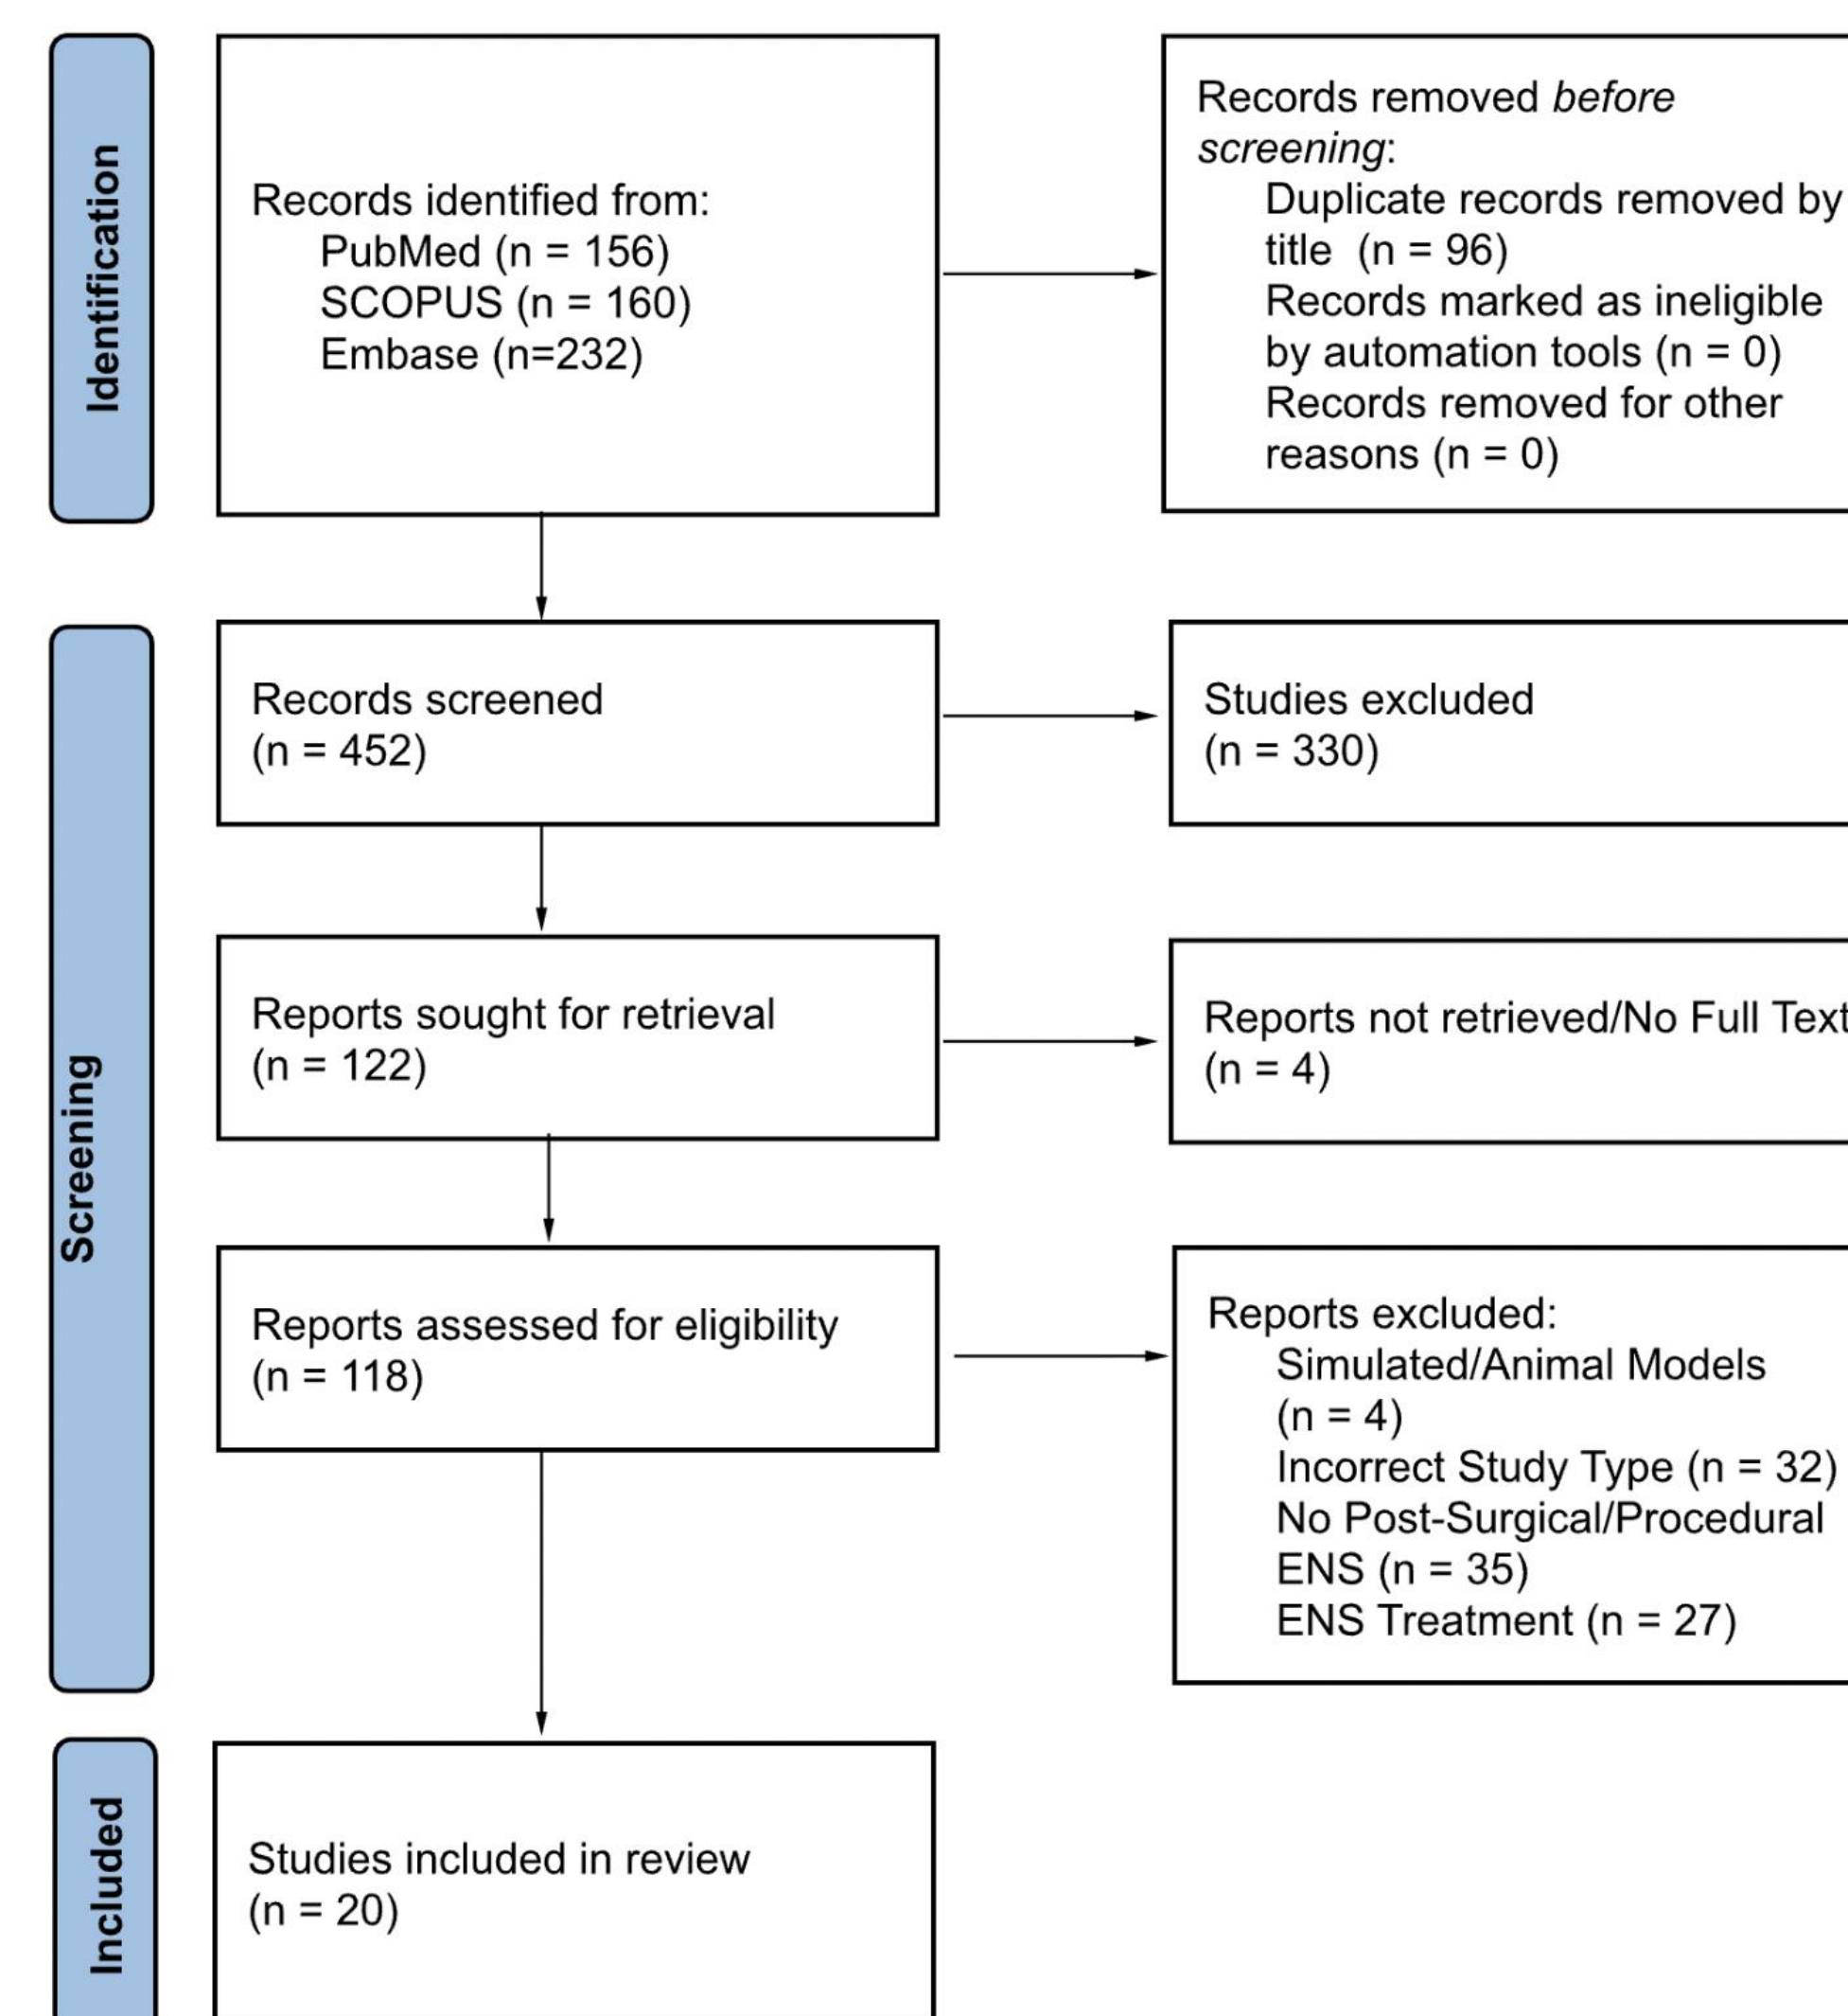 Identification
Records identified from:
PubMed (n = 156)
SCOPUS (n = 160)
Embase (n=232)
Records removed before
screening:
Duplicate records removed by
title (n = 96)
Records marked as ineligible
by automation tools (n = 0)
Records removed for other
reasons (n = 0)
Screening
Records screened
(n = 452)
Studies excluded
(n = 330)
Reports sought for retrieval
(n = 122)
Reports not retrieved/No Full Text
(n = 4)
Reports assessed for eligibility
(n = 118)
Reports excluded:
Simulated/Animal Models
(n = 4)
Incorrect Study Type (n = 32)
No Post-Surgical/Procedural
ENS (n = 35)
ENS Treatment (n = 27)
Included
Studies included in review
(n = 20)